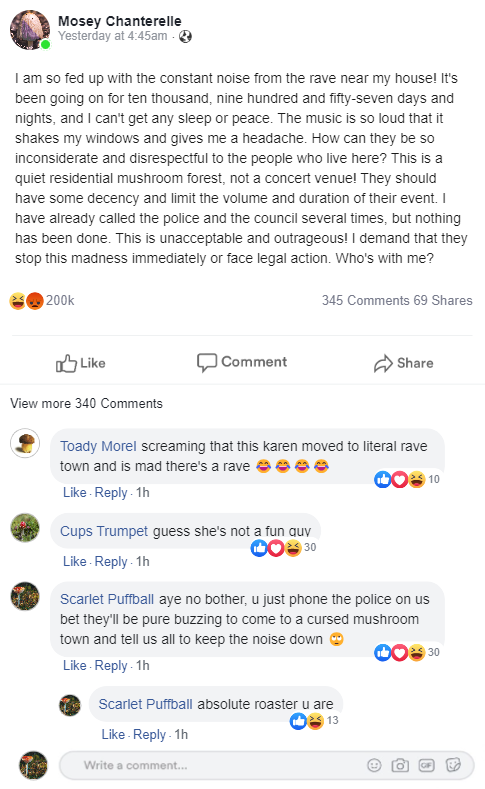 Mosey Chanterelle
Yesterday at 4:45am ·
I am so fed up with the constant noise from the rave near my house! It's
been going on for ten thousand, nine hundred and fifty-seven days and
nights, and I can't get any sleep or peace. The music is so loud that it
shakes my windows and gives me a headache. How can they be so
inconsiderate and disrespectful to the people who live here? This is a
quiet residential mushroom forest, not a concert venue! They should
have some decency and limit the volume and duration of their event. I
have already called the police and the council several times, but nothing
has been done. This is unacceptable and outrageous! I demand that they
stop this madness immediately or face legal action. Who's with me?
😆😡 200k
345 Comments 69 Shares
Like
Comment
Share
View more 340 Comments
Toady Morel screaming that this karen moved to literal rave
town and is mad there's a rave 😂 😂 😂 😂
10
Like · Reply · 1h
Cups Trumpet guess she's not a fun guy
30
Like · Reply · 1h
Scarlet Puffball aye no bother, u just phone the police on us
bet they'll be pure buzzing to come to a cursed mushroom
town and tell us all to keep the noise down 🙄
30
Like · Reply · 1h
Scarlet Puffball absolute roaster u are
13
Like · Reply · 1h
Write a comment...
GIF